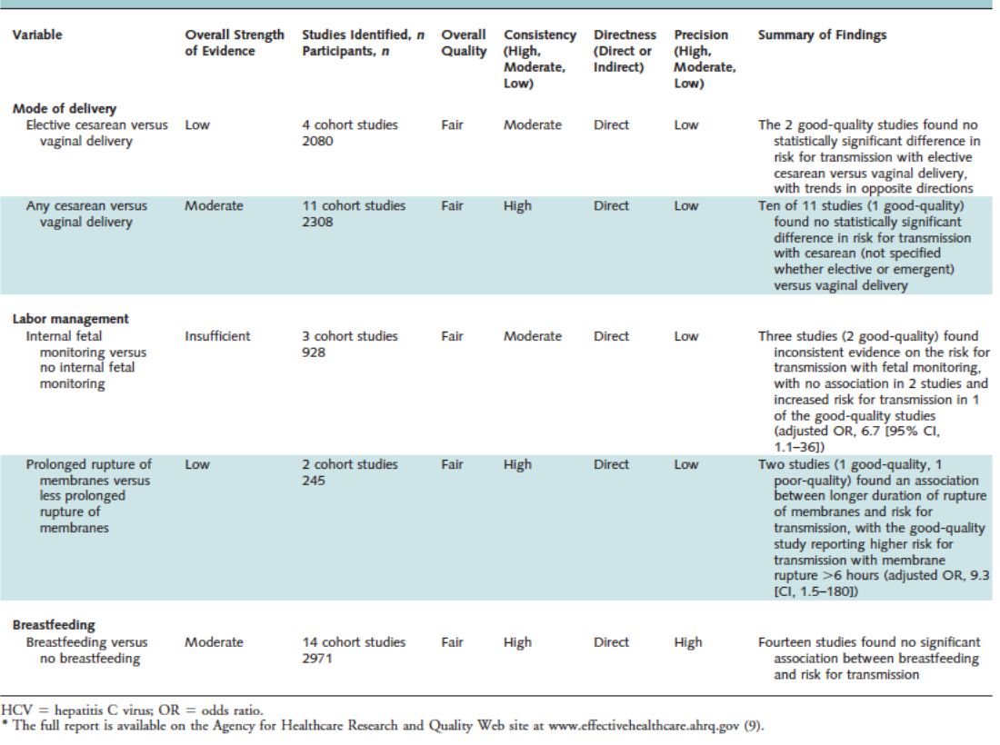 Variable Overall Strength of Evidence Studies Identified, n Participants, n Overall Quality Consistency (High, Moderate, Low) Directness (Direct or Indirect) Precision (High, Moderate, Low) Summary of Findings
Mode of delivery
Elective cesarean versus vaginal delivery Low 4 cohort studies 2080 Fair Moderate Direct Low The 2 good-quality studies found no
statistically significant difference in
risk for transmission with elective
cesarean versus vaginal delivery,
with trends in opposite directions
Any cesarean versus vaginal delivery Moderate 11 cohort studies 2308 Fair High Direct Low Ten of 11 studies (1 good-quality)
found no statistically significant
difference in risk for transmission
with cesarean (not specified
whether elective or emergent)
versus vaginal delivery
Labor management
Internal fetal monitoring versus no internal fetal monitoring Insufficient 3 cohort studies 928 Fair Moderate Direct Low Three studies (2 good-quality) found
inconsistent evidence on the risk for
transmission with fetal monitoring,
with no association in 2 studies and
increased risk for transmission in 1
of the good-quality studies
(adjusted OR, 6.7 [95% CI,
1.1–36])
Prolonged rupture of membranes versus less prolonged rupture of membranes Low 2 cohort studies 245 Fair High Direct Low Two studies (1 good-quality, 1
poor-quality) found an association
between longer duration of rupture
of membranes and risk for
transmission, with the good-quality
study reporting higher risk for
transmission with membrane
rupture >6 hours (adjusted OR, 9.3
[CI, 1.5–180])
Breastfeeding
Breastfeeding versus no breastfeeding Moderate 14 cohort studies 2971 Fair High Direct High Fourteen studies found no significant
association between breastfeeding
and risk for transmission
HCV = hepatitis C virus; OR = odds ratio.
* The full report is available on the Agency for Healthcare Research and Quality Web site at www.effectivehealthcare.ahrq.gov (9).